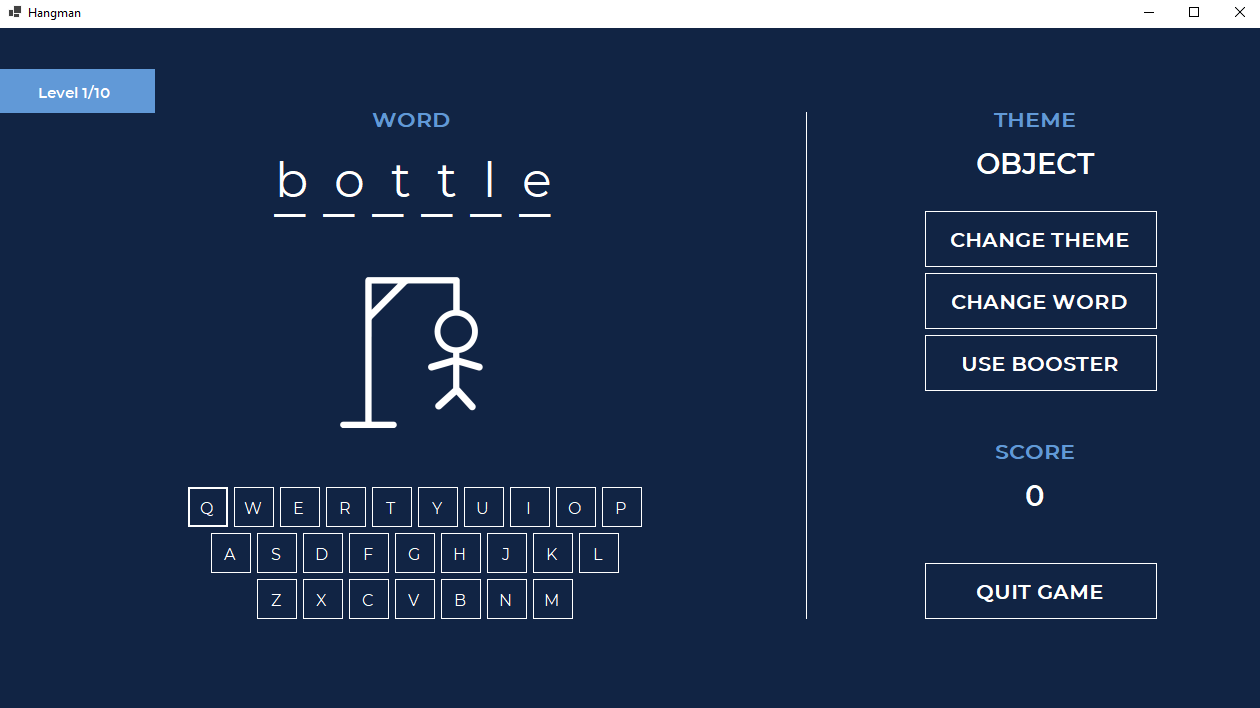 Hangman
Level 1/10
WORD
b o t t l e
Q W E R T Y U I O P
A S D F G H J K L
Z X C V B N M
THEME
OBJECT
CHANGE THEME
CHANGE WORD
USE BOOSTER
SCORE
0
QUIT GAME